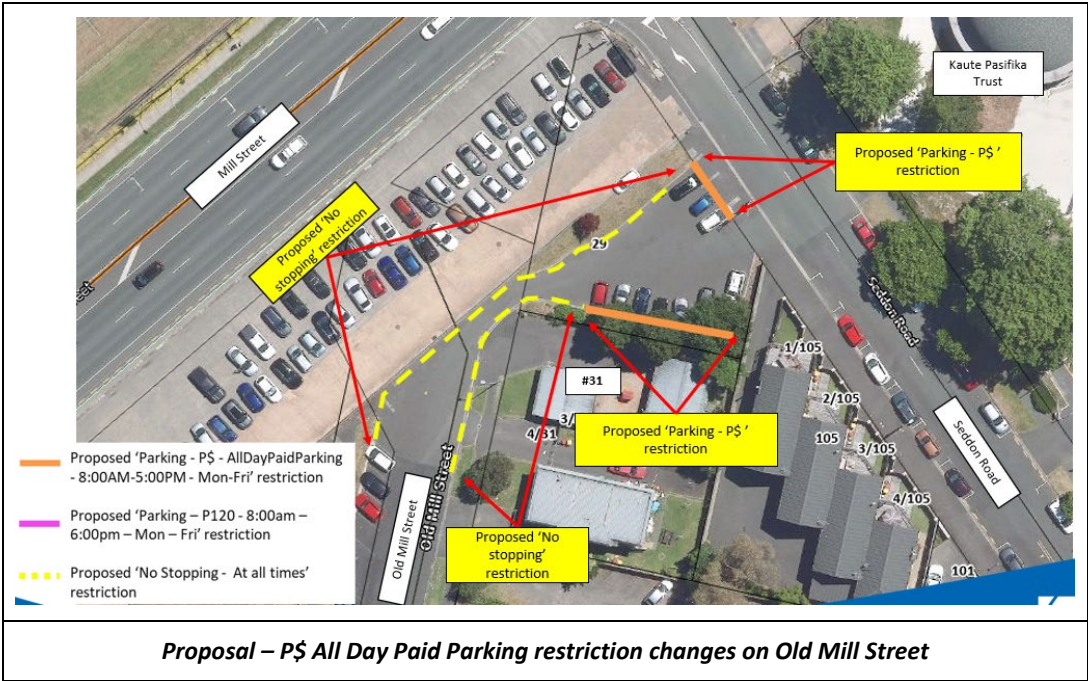 Kaute Pasifika
Trust
Mill Street
Proposed ‘Parking - P$ ’
restriction
Proposed ‘No
stopping’ restriction
29
Seddon Road
1/105
#31
2/105
4/31
Proposed ‘Parking - P$ ’
restriction
105
3/105
Seddon Road
Proposed ‘Parking - P$ - AllDayPaidParking
- 8:00AM-5:00PM - Mon-Fri’ restriction
4/105
Old Mill Street
Old Mill Street
Proposed ‘Parking – P120 - 8:00am –
6:00pm – Mon – Fri’ restriction
Proposed ‘No
stopping’
restriction
101
Proposed ‘No Stopping - At all times’
restriction
Proposal – P$ All Day Paid Parking restriction changes on Old Mill Street